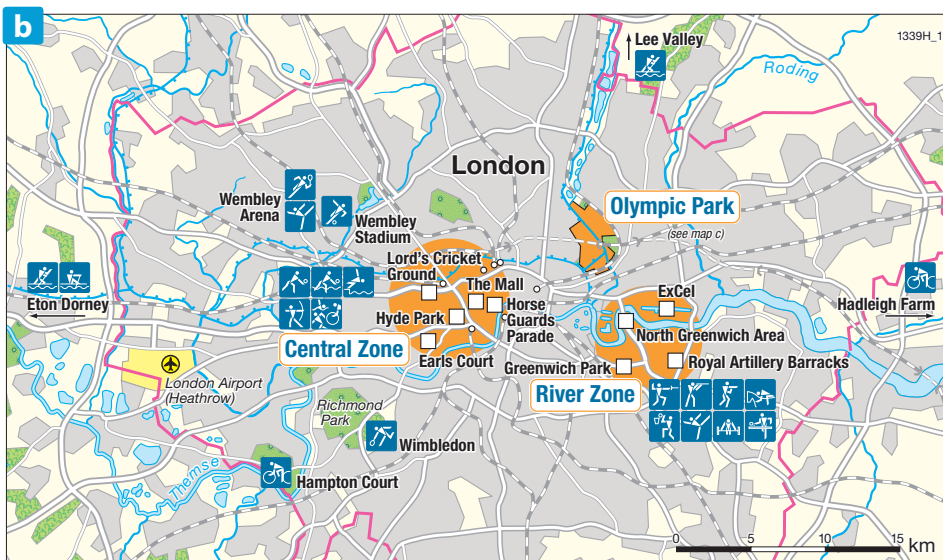 b
1339H_1
Lee Valley
Roding
London
Wembley
Arena
Wembley
Stadium
Olympic Park
(see map c)
Lord's Cricket
Ground
The Mall
ExCel
Eton Dorney
Hadleigh Farm
Horse
Guards
Parade
Hyde Park
North Greenwich Area
Central Zone
Earls Court
Greenwich Park
Royal Artillery Barracks
London Airport
(Heathrow)
River Zone
Richmond
Park
Wimbledon
Themse
Hampton Court
0 5 10 15 km